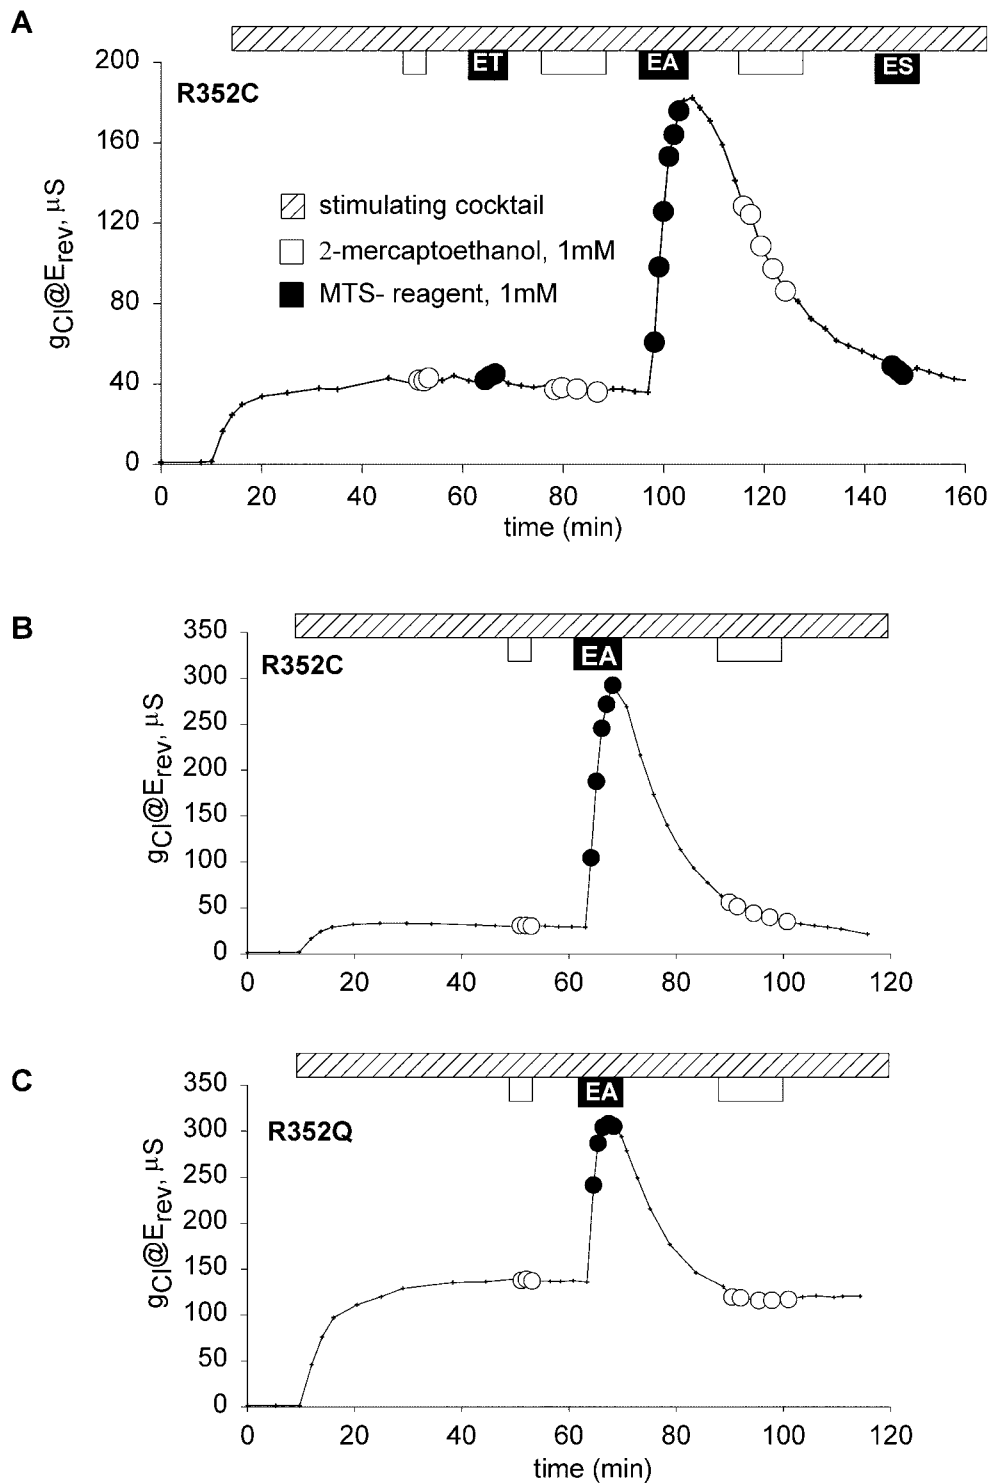 A
ET
EA
ES
R352C
200
160
120
80
40
0
gCl@Erev, μS
stimulating cocktail
2-mercaptoethanol, 1mM
MTS- reagent, 1mM
0 20 40 60 80 100 120 140 160
time (min)
B
EA
R352C
350
300
250
200
150
100
50
0
gCl@Erev, μS
0 20 40 60 80 100 120
C
EA
R352Q
350
300
250
200
150
100
50
0
gCl@Erev, μS
0 20 40 60 80 100 120
time (min)